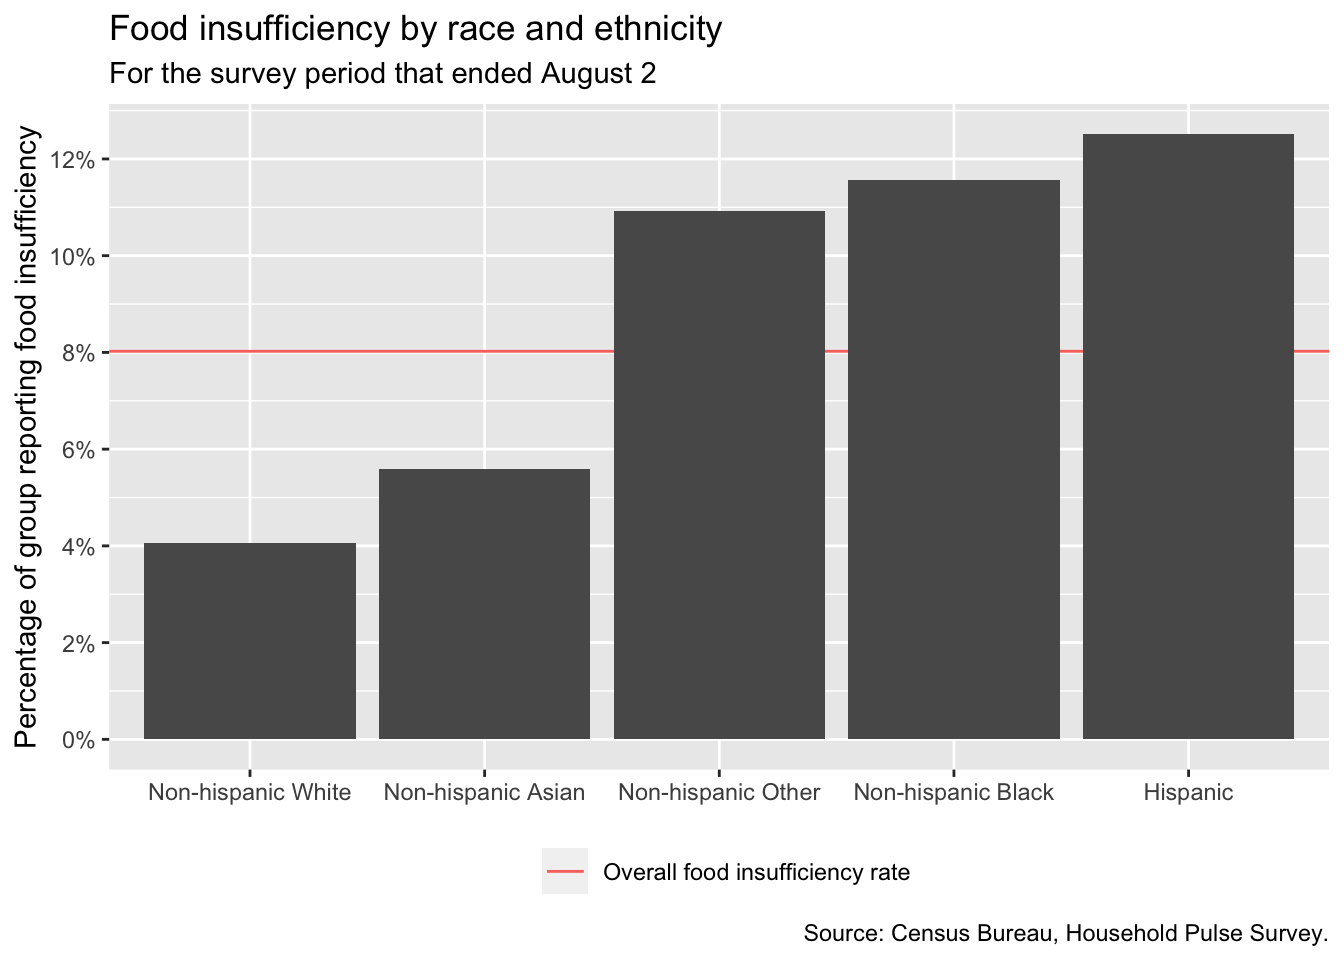 Food insufficiency by race and ethnicity
For the survey period that ended August 2
Percentage of group reporting food insufficiency
12%
10%
8%
6%
4%
2%
0%
Non-hispanic White
Non-hispanic Asian
Non-hispanic Other
Non-hispanic Black
Hispanic
Overall food insufficiency rate
Source: Census Bureau, Household Pulse Survey.